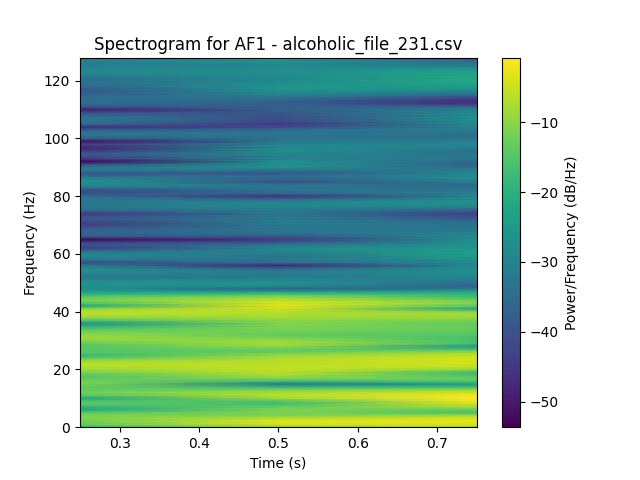 Spectrogram for AF1 - alcoholic_file_231.csv
120
100
80
60
40
20
0
Frequency (Hz)
0.3 0.4 0.5 0.6 0.7
Time (s)
−10
−20
−30
−40
−50
Power/Frequency (dB/Hz)